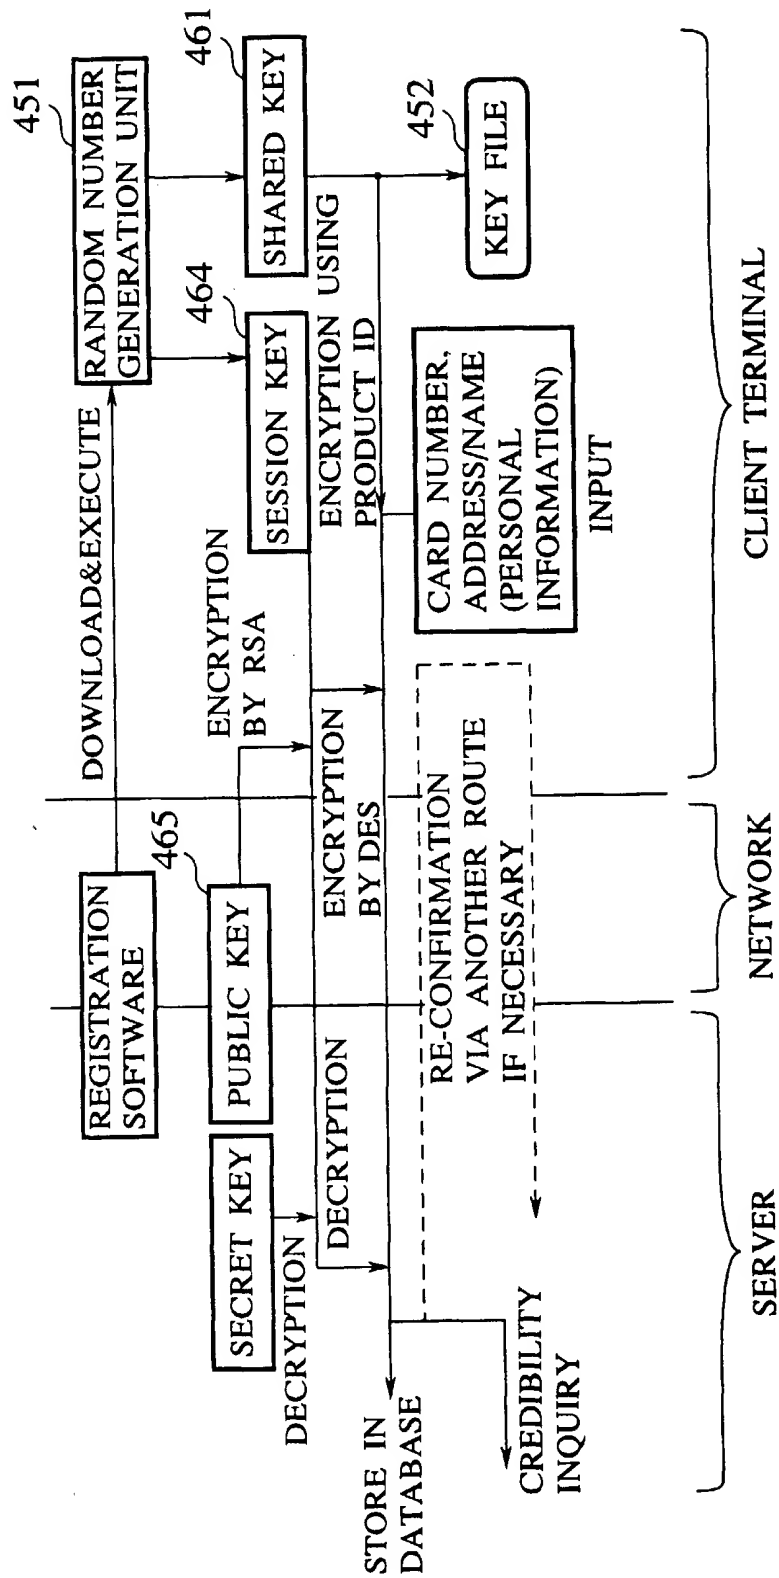 REGISTRATION
SOFTWARE
DOWNLOAD&EXECUTE
451
RANDOM NUMBER
GENERATION UNIT
SECRET KEY
465
PUBLIC KEY
ENCRYPTION
BY RSA
464
SESSION KEY
461
SHARED KEY
DECRYPTION
DECRYPTION
ENCRYPTION
BY DES
ENCRYPTION USING
PRODUCT ID
STORE IN
DATABASE
CREDIBILITY
INQUIRY
RE-CONFIRMATION
VIA ANOTHER ROUTE
IF NECESSARY
CARD NUMBER,
ADDRESS/NAME
(PERSONAL
INFORMATION)
INPUT
452
KEY FILE
SERVER
NETWORK
CLIENT TERMINAL